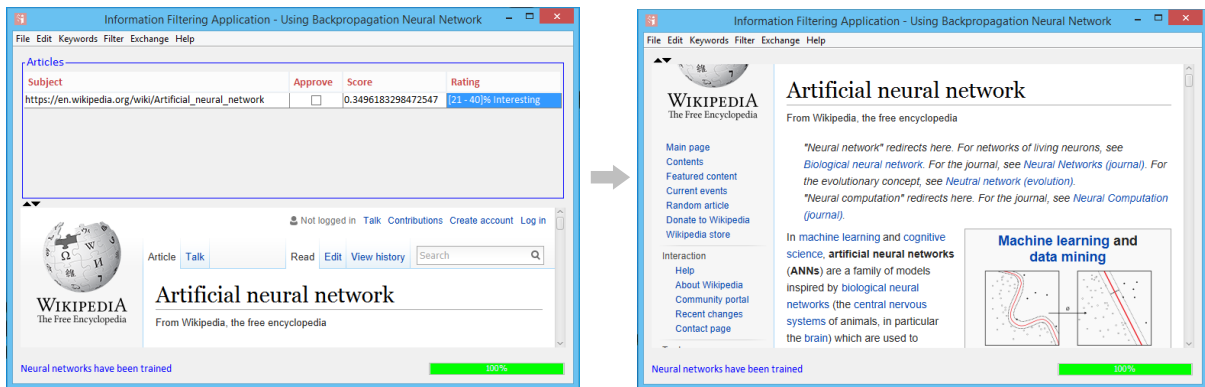 Information Filtering Application - Using Backpropagation Neural Network
File Edit Keywords Filter Exchange Help
Articles
Subject Approve Score Rating
https://en.wikipedia.org/wiki/Artificial_neural_network 0.3496183298472547 [21 - 40]% Interesting
Not logged in Talk Contributions Create account Log in
Article Talk Read Edit View history Search
WIKIPEDIA
The Free Encyclopedia
Artificial neural network
From Wikipedia, the free encyclopedia
Neural networks have been trained 100%
Information Filtering Application - Using Backpropagation Neural Network
File Edit Keywords Filter Exchange Help
WIKIPEDIA
The Free Encyclopedia
Main page
Contents
Featured content
Current events
Random article
Donate to Wikipedia
Wikipedia store
Interaction
Help
About Wikipedia
Community portal
Recent changes
Contact page
Artificial neural network
From Wikipedia, the free encyclopedia
"Neural network" redirects here. For networks of living neurons, see
Biological neural network. For the journal, see Neural Networks (journal). For
the evolutionary concept, see Neutral network (evolution).
"Neural computation" redirects here. For the journal, see Neural Computation
(journal).
In machine learning and cognitive
science, artificial neural networks
(ANNs) are a family of models
inspired by biological neural
networks (the central nervous
systems of animals, in particular
the brain) which are used to
Machine learning and
data mining
Neural networks have been trained 100%